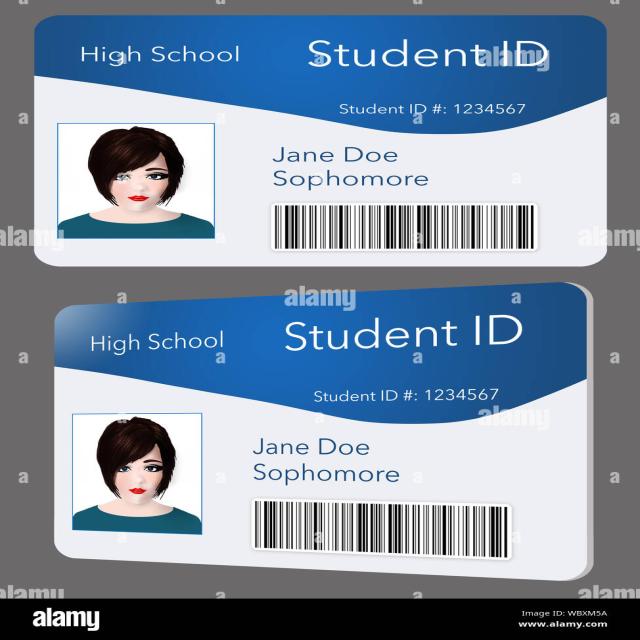 High School
Student ID
Student ID #: 1234567
Jane Doe
Sophomore
High School
Student ID
Student ID #: 1234567
Jane Doe
Sophomore
alamy
alamy
Image ID: WBXM5A
www.alamy.com